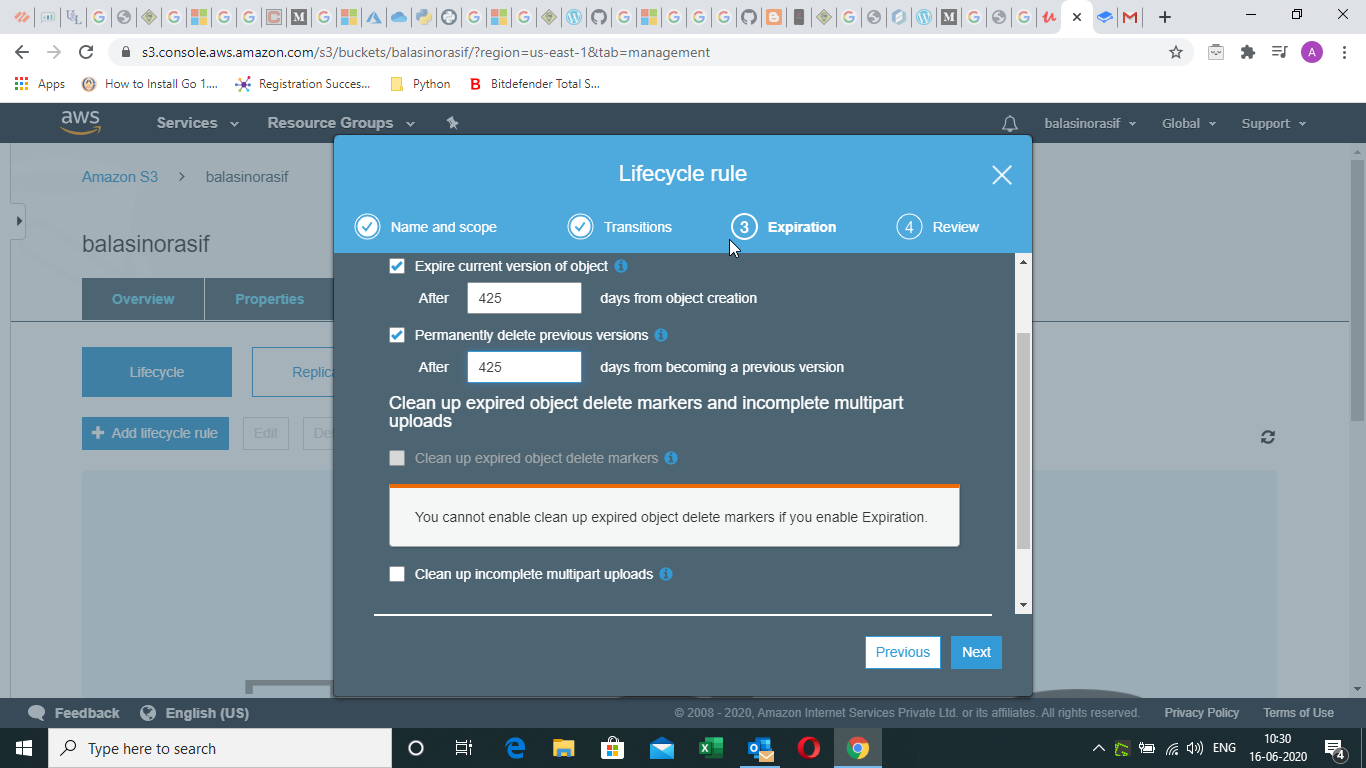 s3.console.aws.amazon.com/s3/buckets/balasinorasif/?region=us-east-1&tab=management
A
Apps
How to Install Go 1....
Registration Succes...
Python
B Bitdefender Total S...
aws
Services
Resource Groups
balasinorasif
Global
Support
Amazon S3
balasinorasif
balasinorasif
Overview
Properties
Lifecycle
Replica
+ Add lifecycle rule
Edit
De
Lifecycle rule
Name and scope
Transitions
3 Expiration
4 Review
Expire current version of object
After 425 days from object creation
Permanently delete previous versions
After 425 days from becoming a previous version
Clean up expired object delete markers and incomplete multipart
uploads
Clean up expired object delete markers
You cannot enable clean up expired object delete markers if you enable Expiration.
Clean up incomplete multipart uploads
Previous
Next
Feedback
English (US)
© 2008 - 2020, Amazon Internet Services Private Ltd. or its affiliates. All rights reserved.
Privacy Policy
Terms of Use
Type here to search
ENG
10:30
16-06-2020
4